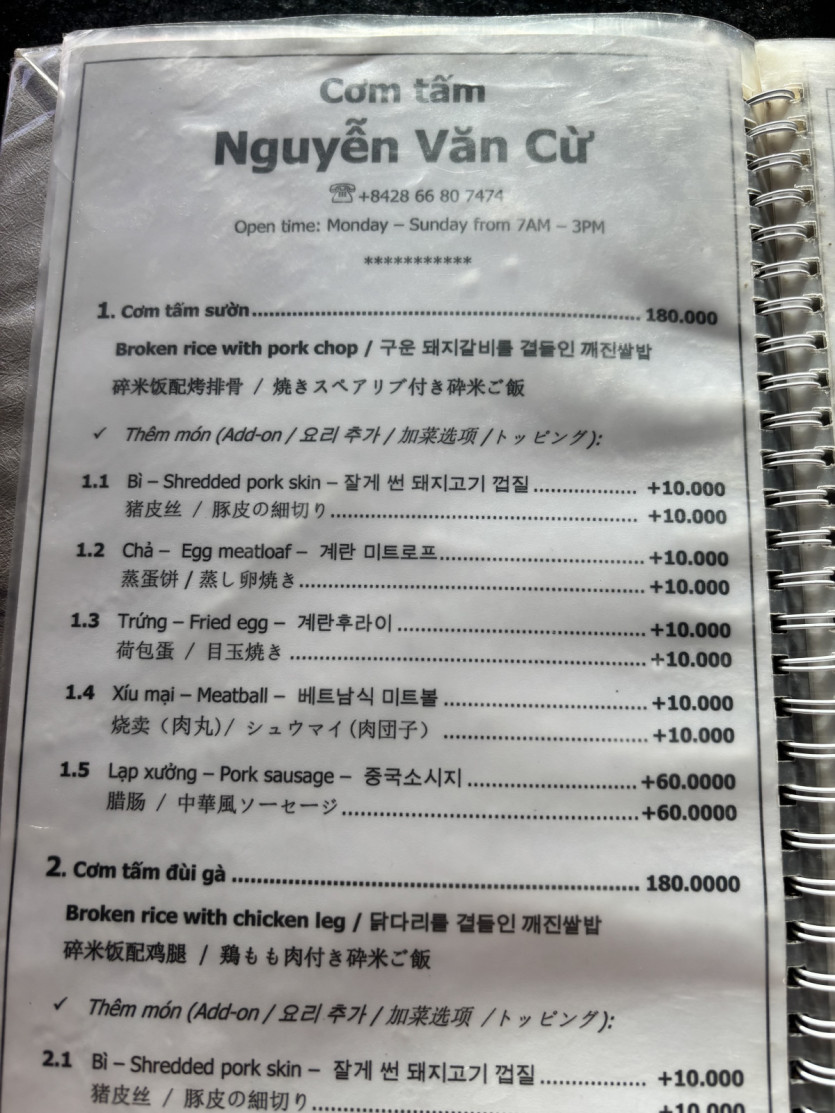 Cơm tấm
Nguyễn Văn Cừ
☏+8428 66 80 7474
Open time: Monday – Sunday from 7AM – 3PM
***********
1. Cơm tấm sườn........................................ 180.000
Broken rice with pork chop / 구운 돼지갈비를 곁들인 깨진쌀밥
碎米饭配烤排骨 / 焼きスペアリブ付き砕米ご飯
✓ Thêm món (Add-on / 요리 추가 / 加菜选项 /トッピング):
1.1 Bì – Shredded pork skin – 잘게 썬 돼지고기 껍질................. +10.000
猪皮丝 / 豚皮の細切り........................................ +10.000
1.2 Chả – Egg meatloaf – 계란 미트로프................................ +10.000
蒸蛋饼 / 蒸し卵焼き........................................ +10.000
1.3 Trứng – Fried egg – 계란후라이 ........................................+10.000
荷包蛋 / 目玉焼き ........................................ +10.000
1.4 Xíu mại – Meatball – 베트남식 미트볼 ................................+10.000
烧卖（肉丸)/ シュウマイ(肉団子） ................................ +10.000
1.5 Lạp xưởng – Pork sausage – 중국소시지 ..........................+60.0000
腊肠 / 中華風ソーセージ........................................+60.0000
2. Cơm tấm đùi gà ........................................ 180.0000
Broken rice with chicken leg / 닭다리를 곁들인 깨진쌀밥
碎米饭配鸡腿 / 鶏もも肉付き砕米ご飯
✓ Thêm món (Add-on / 요리 추가 / 加菜选项 /トッピング):
2.1 Bì – Shredded pork skin – 잘게 썬 돼지고기 껍질................. +10.000
猪皮丝 / 豚皮の細切り........................................ +10.000